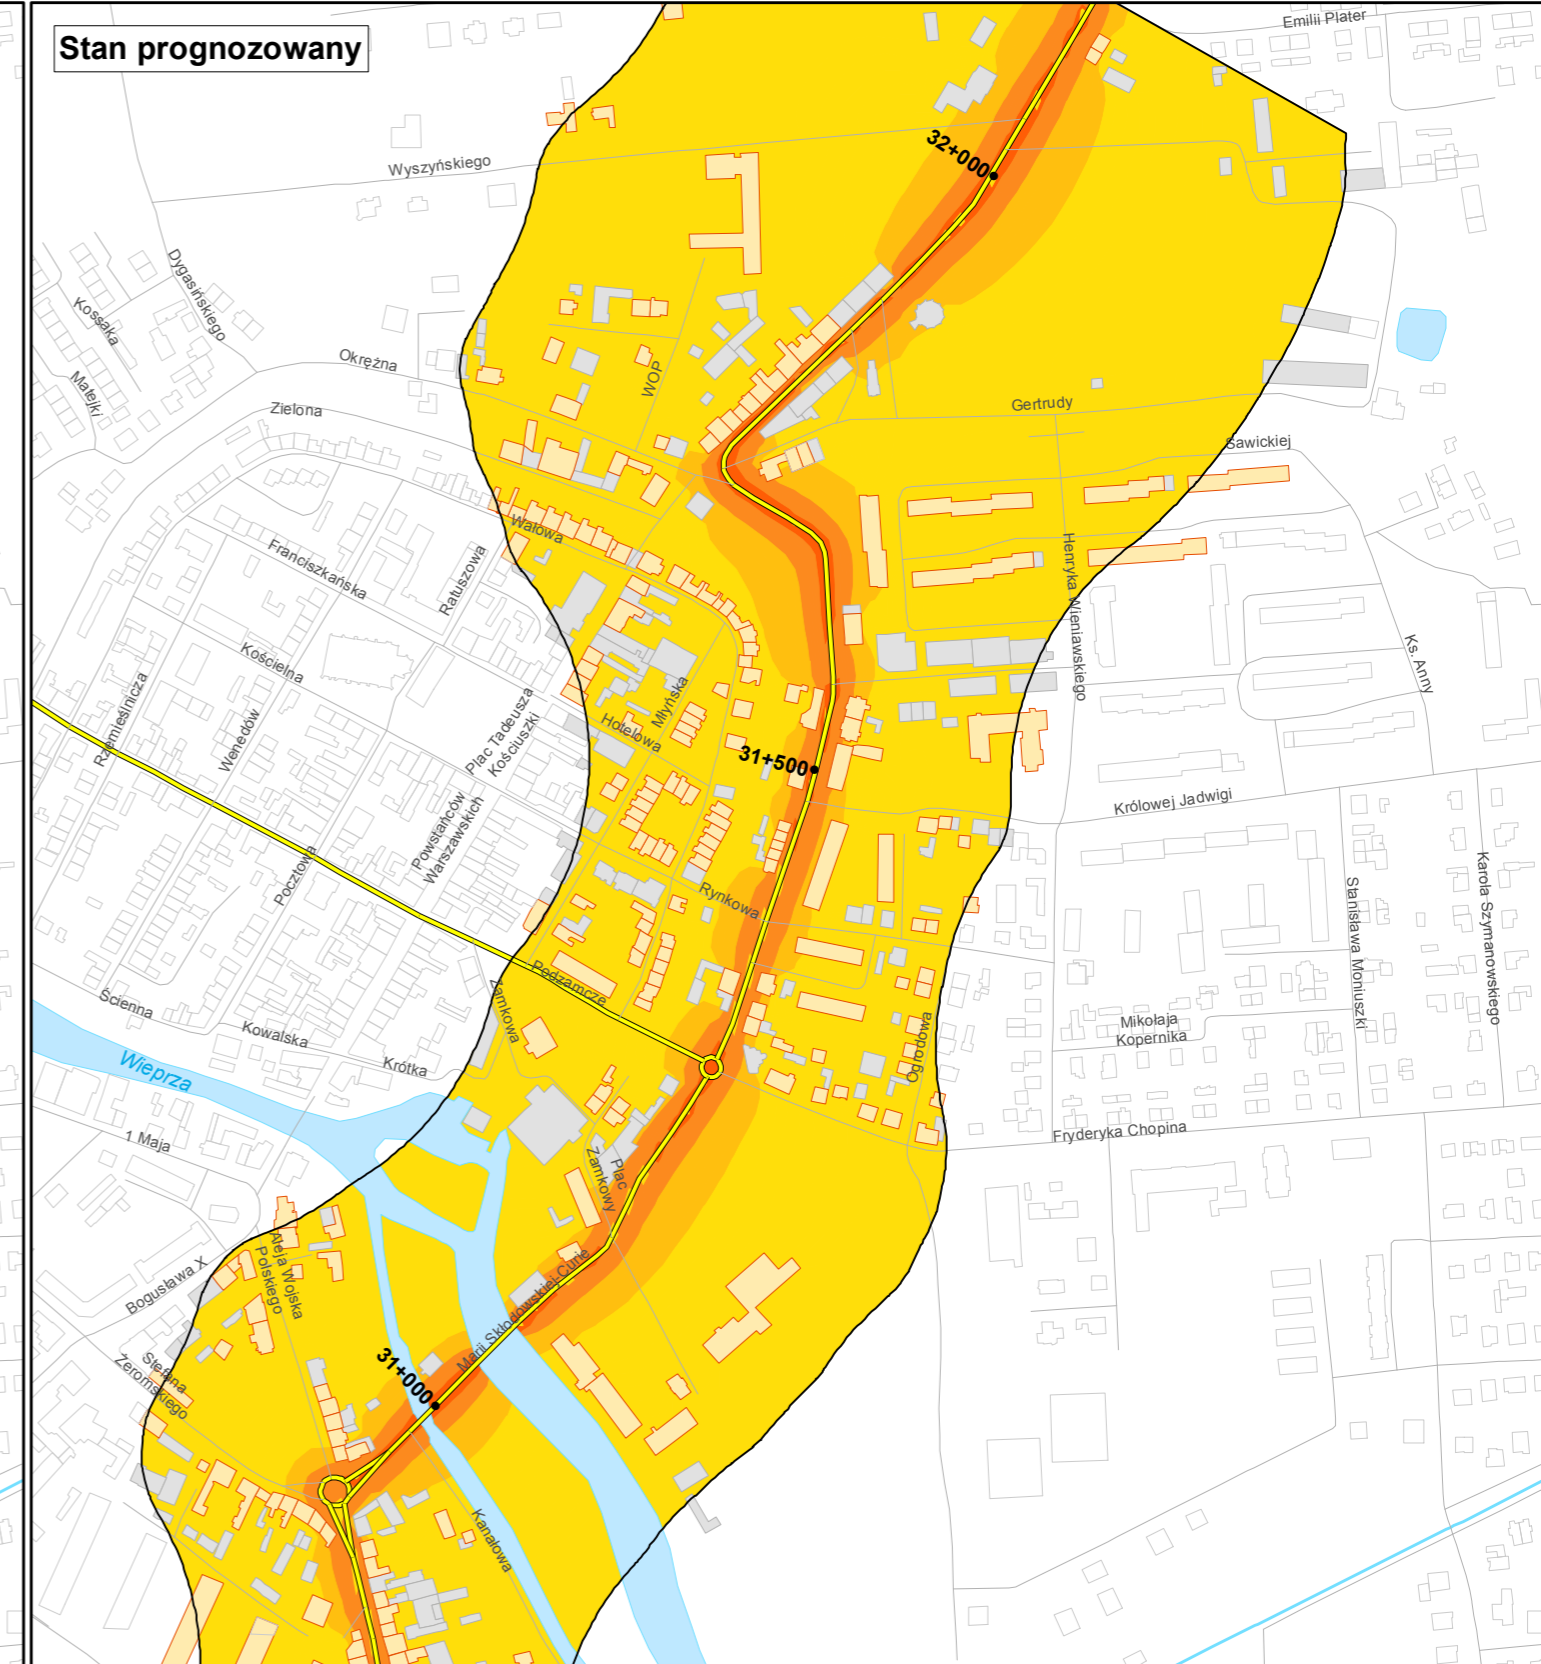 Stan prognozowany
Emilii Plater
32+000
Wyszyńskiego
Dygasińskiego
Kossaka
Matejki
Okrężna
WOP
Zielona
Gertrudy
Sawickiej
Wałowa
Franciszkańska
Ratuszowa
Henryka Wieniawskiego
Kościelna
Ks. Anny
Rzemieślnicza
Wenedów
Plac Tadeusza
Kościuszki
Młyńska
Hotelowa
31+500
Królowej Jadwigi
Powstańców
Warszawskich
Pocztowa
Rynkowa
Stanisława Moniuszki
Karola Szymanowskiego
Podzamcze
Zamkowa
Ścienna
Kowalska
Krótka
Wieprza
Ogrodowa
Mikołaja
Kopernika
1 Maja
Fryderyka Chopina
Plac
Zamkowy
Aleja Wojska
Polskiego
Bogusława X
Marii Skłodowskiej-Curie
31+000
Stefana
Żeromskiego
Kanałowa